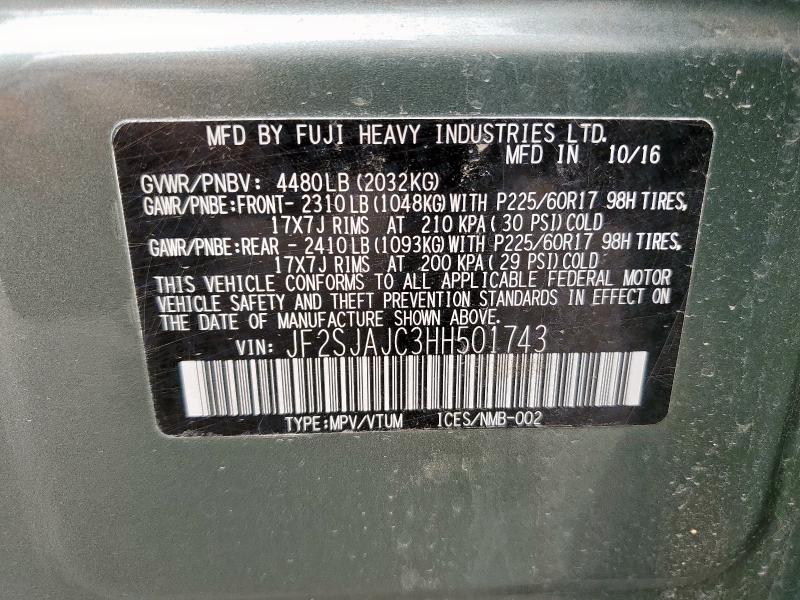 MFD BY FUJI HEAVY INDUSTRIES LTD.
MFD IN 10/16
GVWR/PNBV: 4480LB (2032KG)
GAWR/PNBE:FRONT- 2310LB (1048KG) WITH P225/60R17 98H TIRES,
17X7J RIMS AT 210 KPA ( 30 PSI) COLD
GAWR/PNBE:REAR - 2410LB (1093KG) WITH P225/60R17 98H TIRES,
17X7J RIMS AT 200 KPA ( 29 PSI) COLD
THIS VEHICLE CONFORMS TO ALL APPLICABLE FEDERAL MOTOR
VEHICLE SAFETY AND THEFT PREVENTION STANDARDS IN EFFECT ON
THE DATE OF MANUFACTURE SHOWN ABOVE.
VIN: JF2SJAJC3HH501743
TYPE:MPV/VTUM ICES/NMB-002